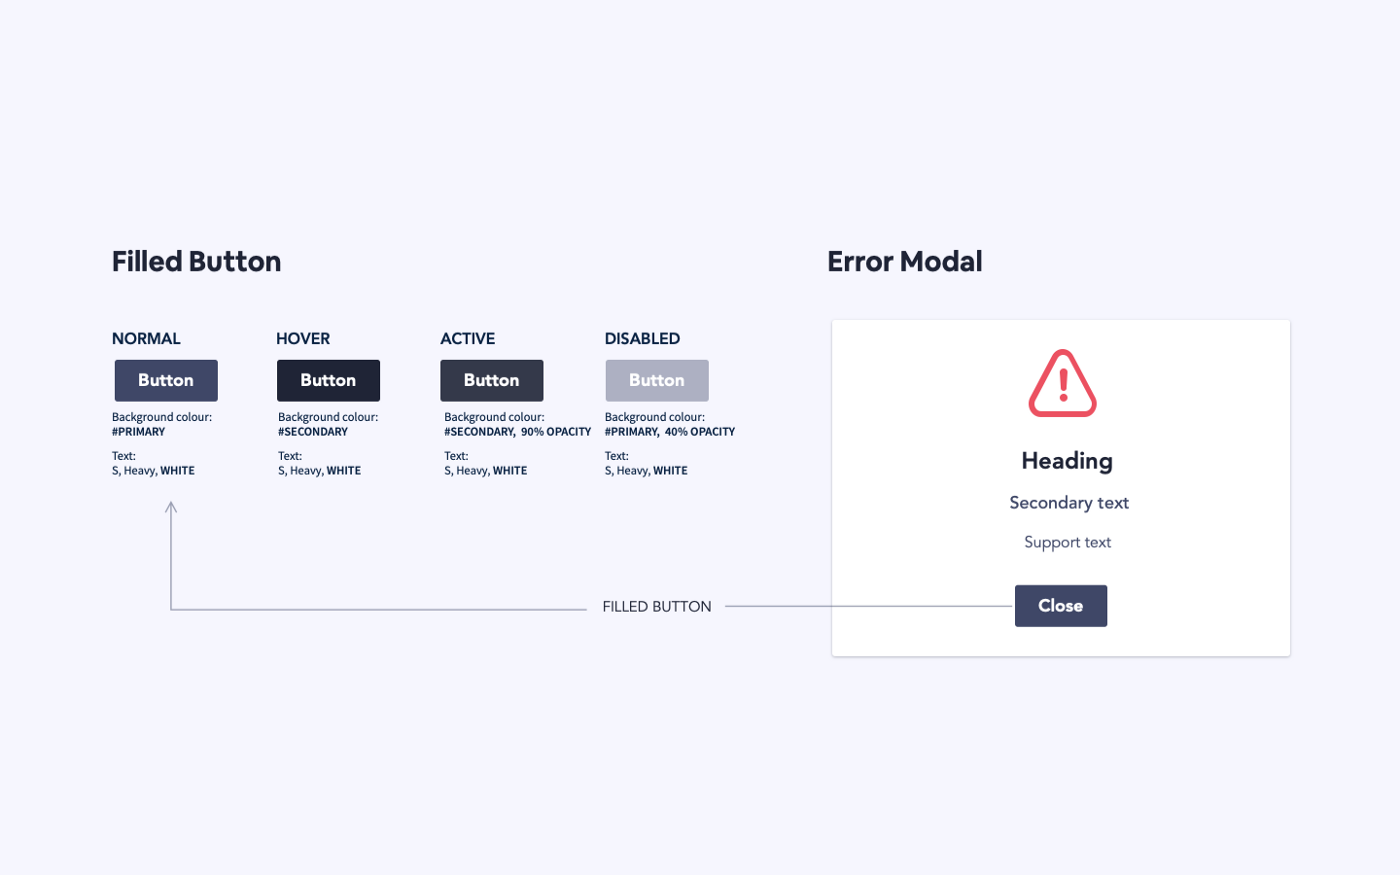 Filled Button
Error Modal
NORMAL
HOVER
ACTIVE
DISABLED
Button
Button
Button
Button
Background colour:
#PRIMARY
Text:
S, Heavy, WHITE
Background colour:
#SECONDARY
Text:
S, Heavy, WHITE
Background colour:
#SECONDARY, 90% OPACITY
Text:
S, Heavy, WHITE
Background colour:
#PRIMARY, 40% OPACITY
Text:
S, Heavy, WHITE
FILLED BUTTON
!
Heading
Secondary text
Support text
Close